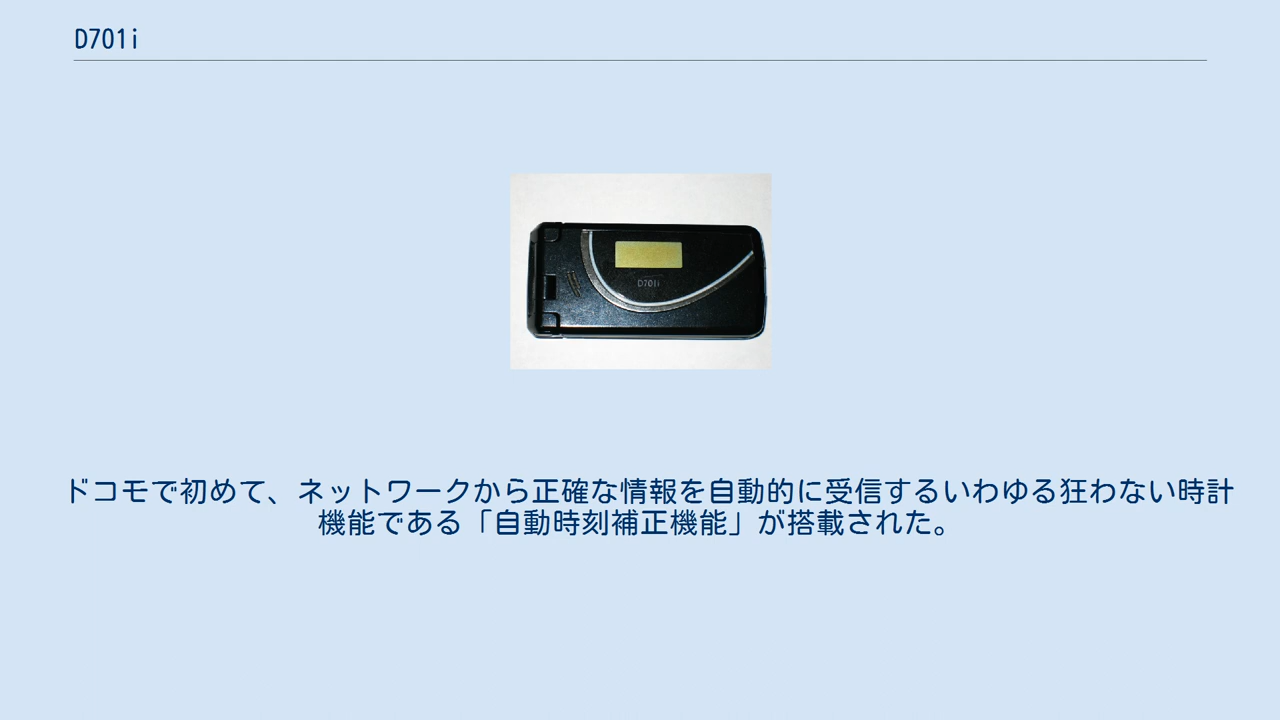 D701i
D701i
ドコモで初めて、ネットワークから正確な情報を自動的に受信するいわゆる狂わない時計
機能である「自動時刻補正機能」が搭載された。